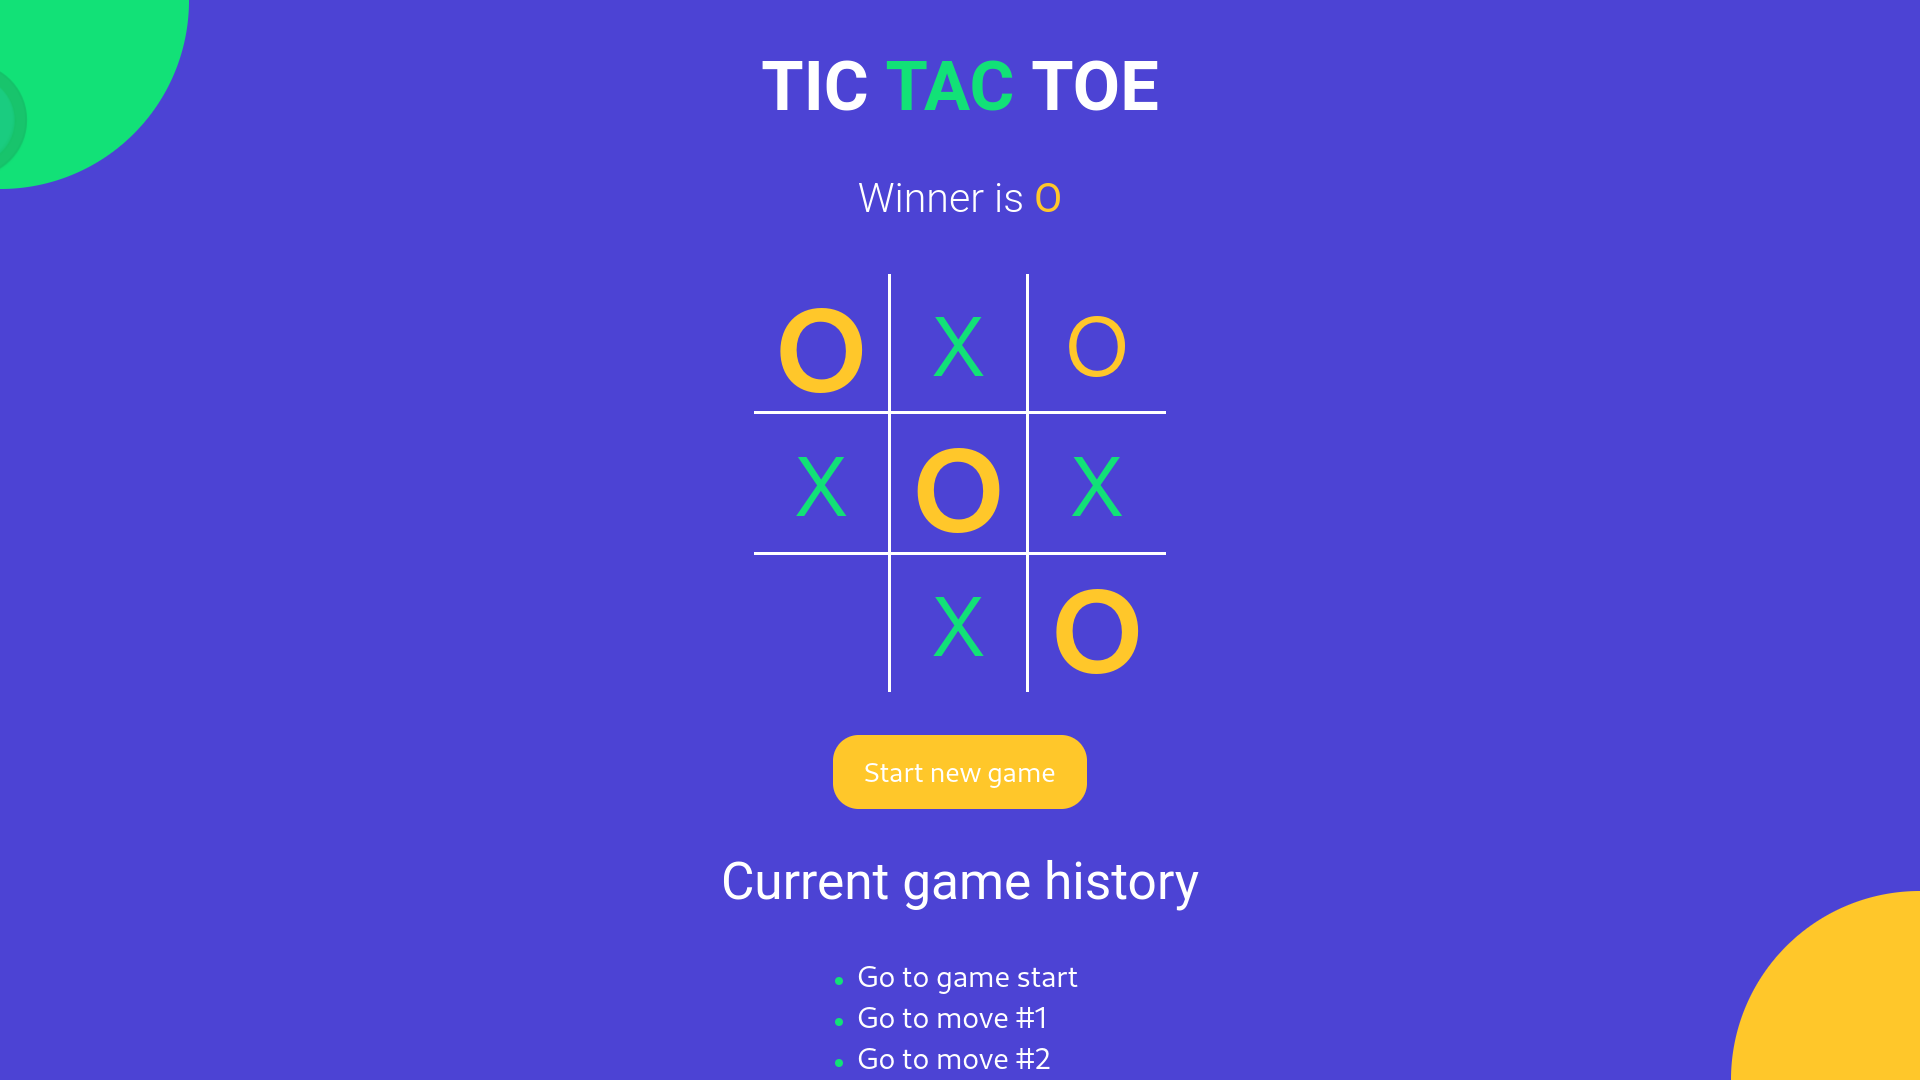 TIC TAC TOE
Winner is O
O X O
X O X
X O
Start new game
Current game history
Go to game start
Go to move #1
Go to move #2